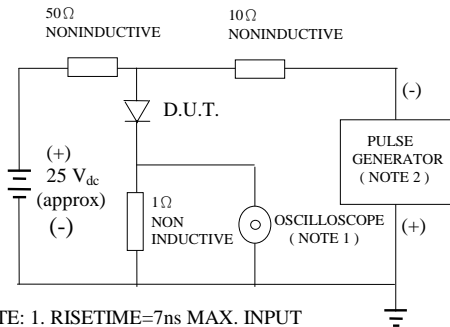 50Ω
NONINDUCTIVE
10Ω
NONINDUCTIVE
(-)
D.U.T.
PULSE
GENERATOR
( NOTE 2 )
(+)
25 Vdc
(approx)
(-)
1Ω
NON
INDUCTIVE
OSCILLOSCOPE
( NOTE 1 )
(+)
TE: 1. RISETIME=7ns MAX. INPUT